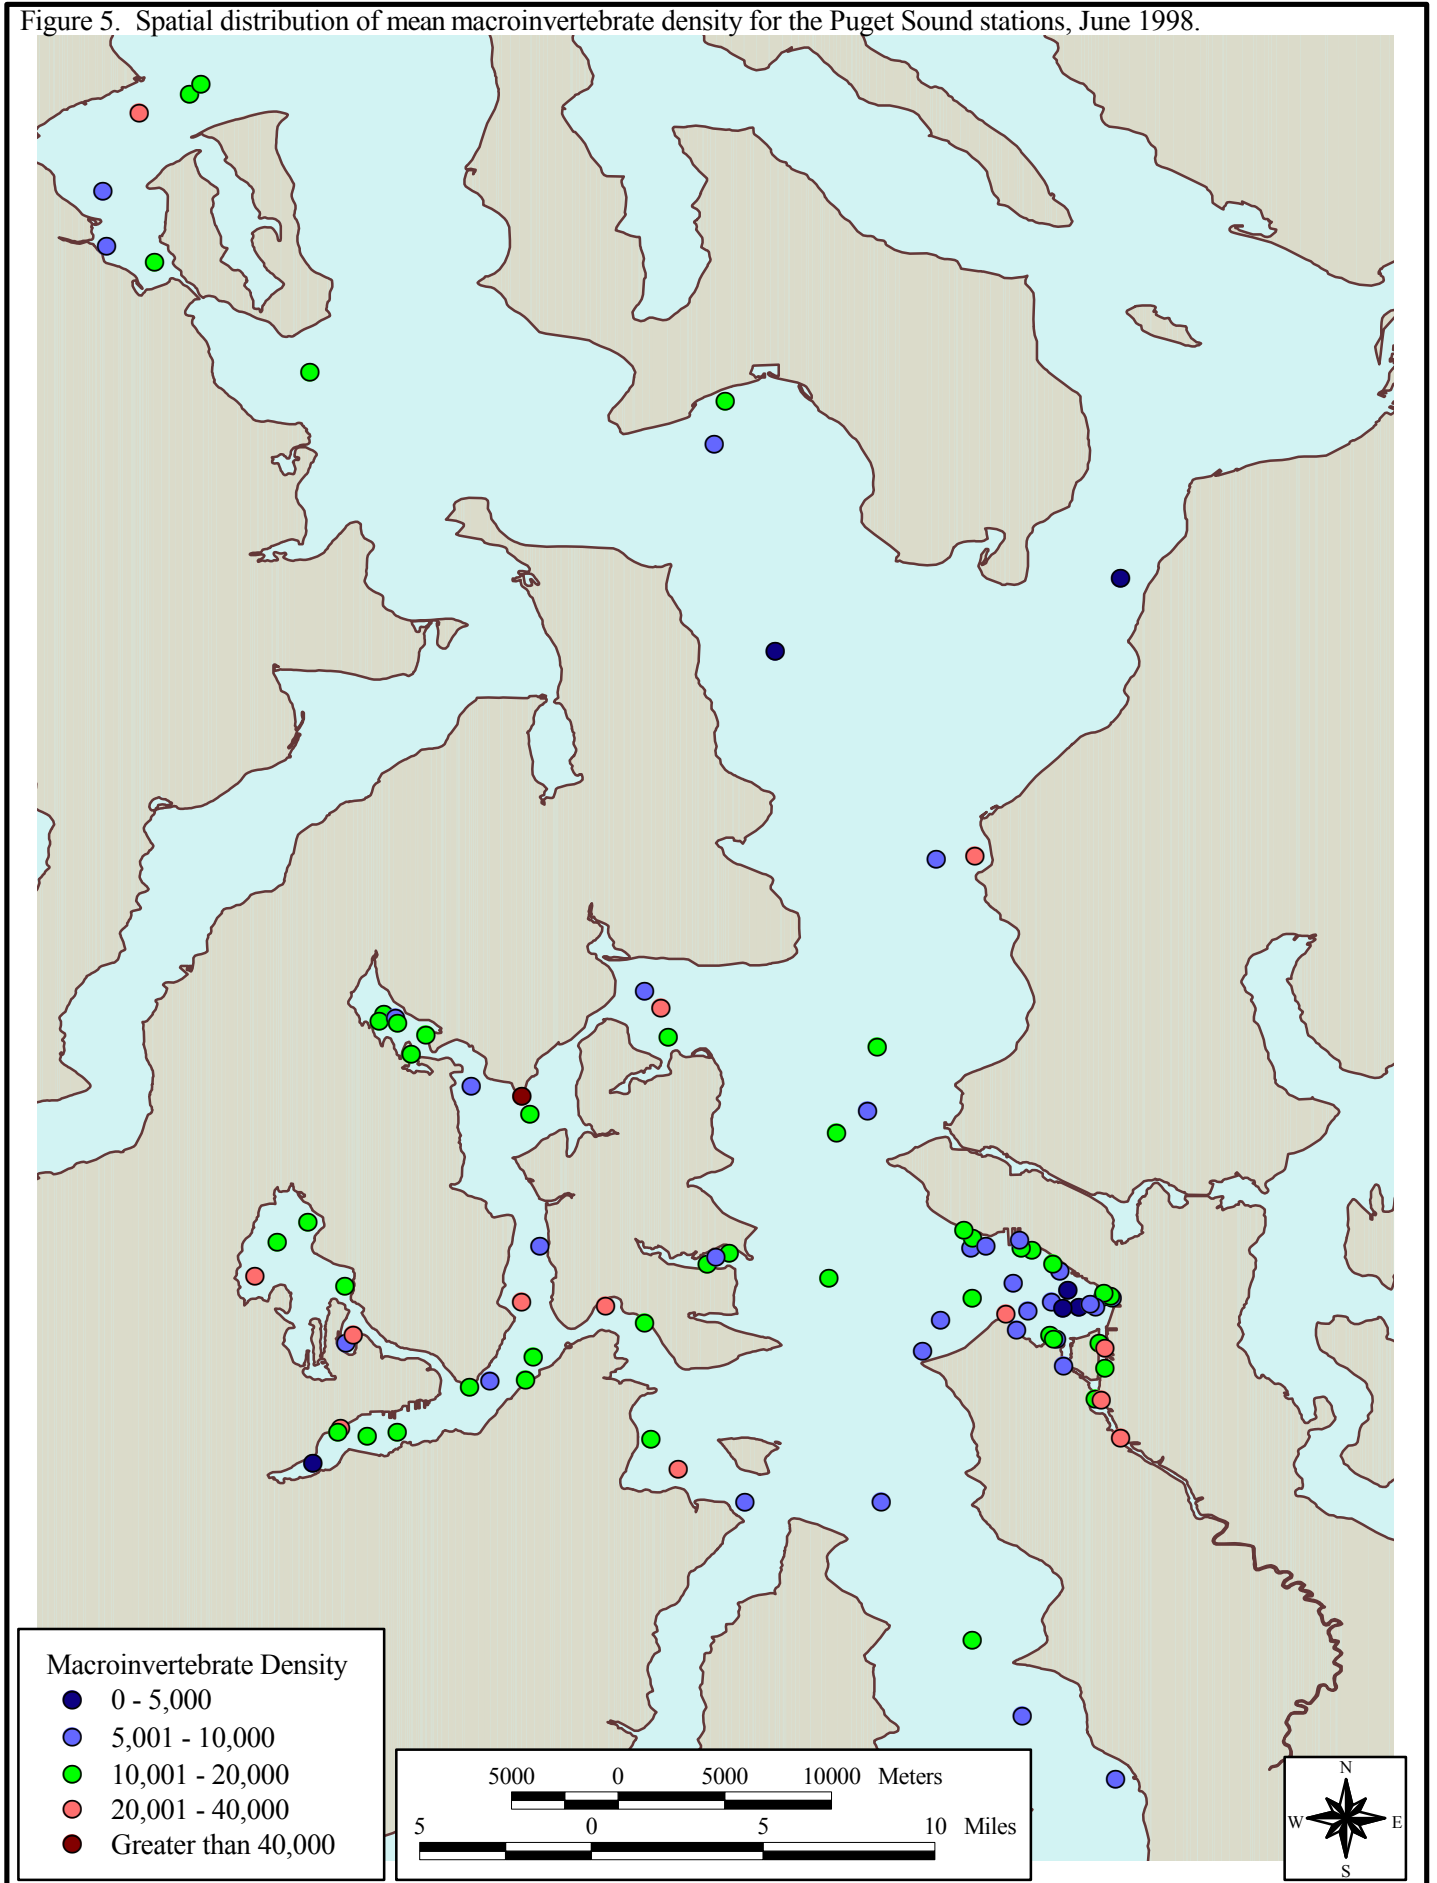 Figure 5. Spatial distribution of mean macroinvertebrate density for the Puget Sound stations, June 1998.
Macroinvertebrate Density
0 - 5,000
5,001 - 10,000
10,001 - 20,000
20,001 - 40,000
Greater than 40,000
5000 0 5000 10000 Meters
5 0 5 10 Miles
N
W E
S